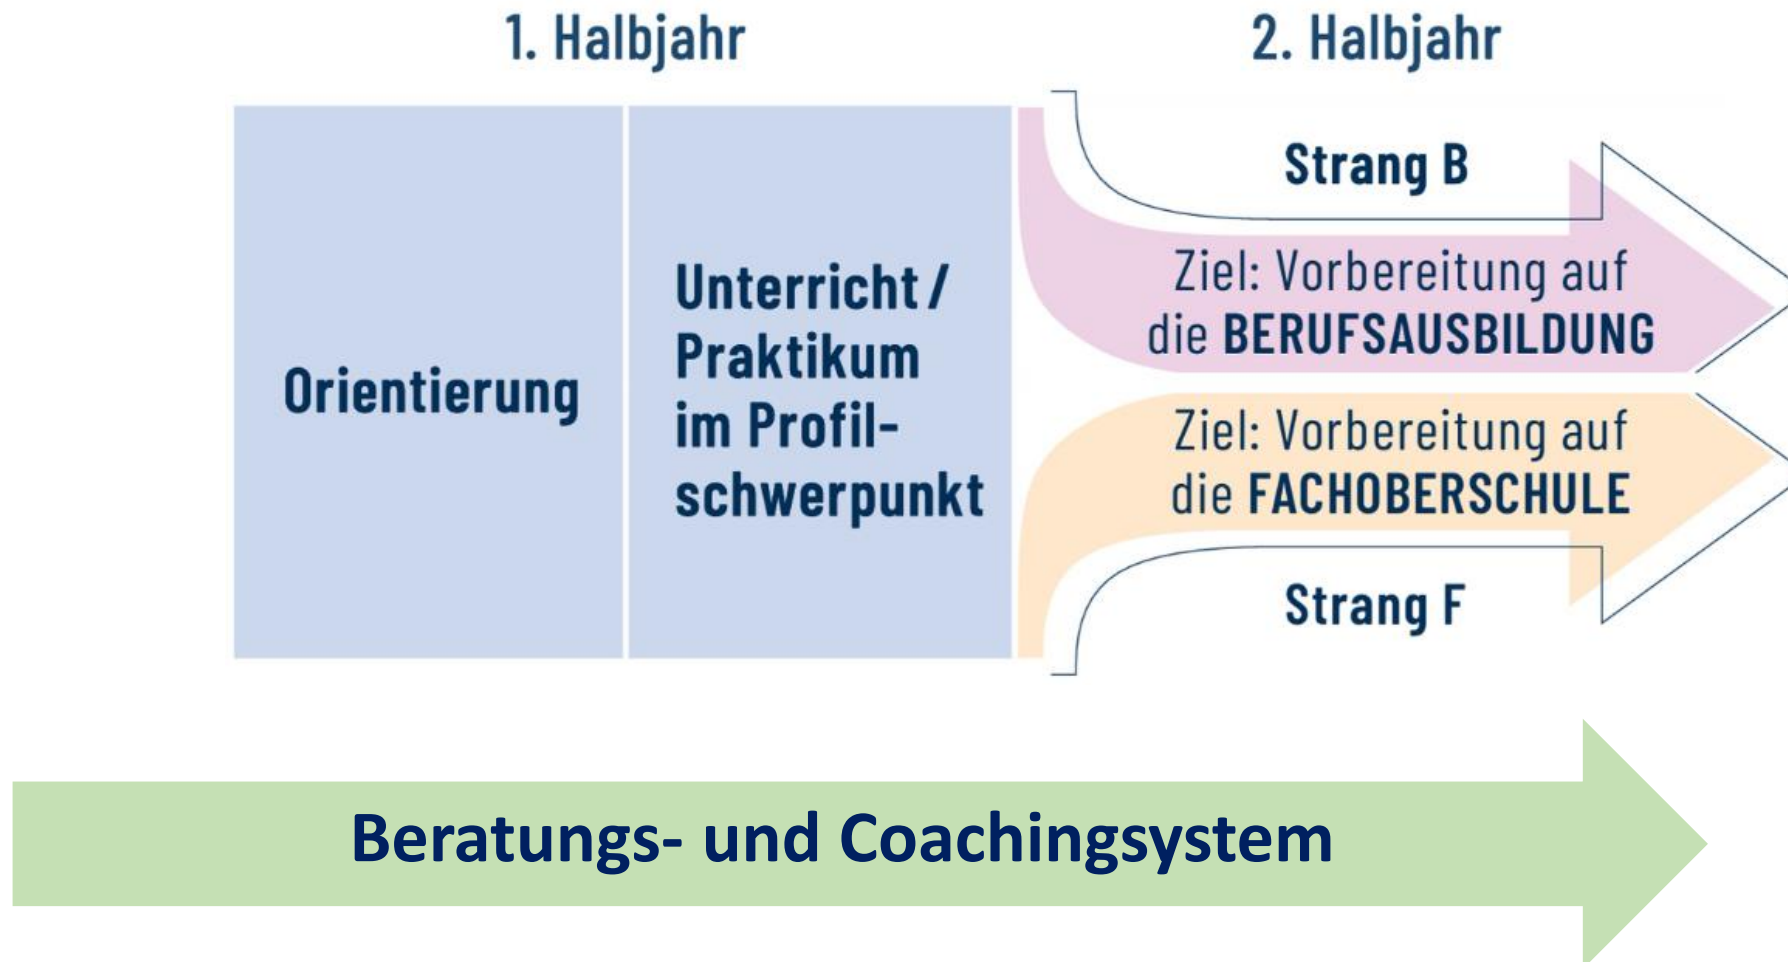 1. Halbjahr
2. Halbjahr
Orientierung
Unterricht /
Praktikum
im Profil-
schwerpunkt
Strang B
Ziel: Vorbereitung auf
die BERUFSAUSBILDUNG
Ziel: Vorbereitung auf
die FACHOBERSCHULE
Strang F
Beratungs- und Coachingsystem